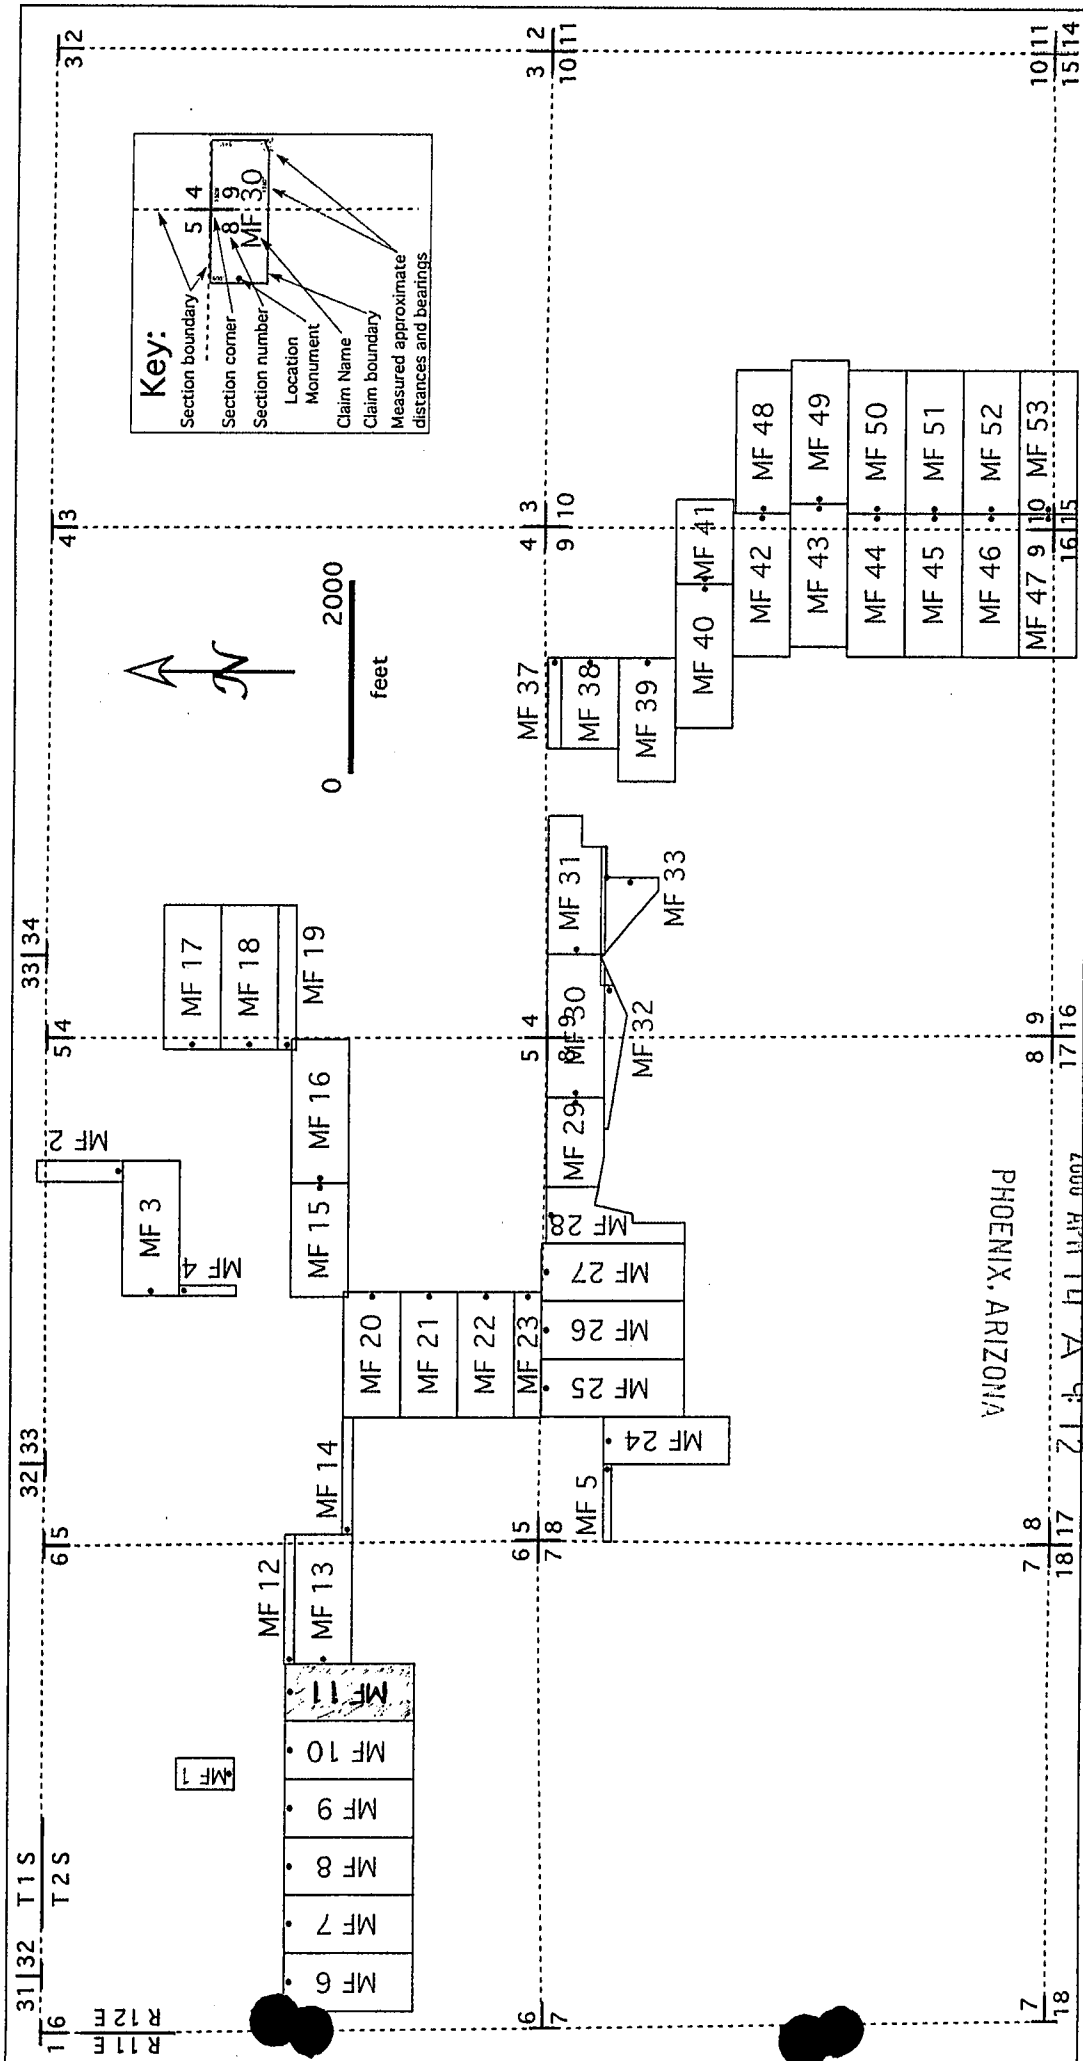 1 6
R11E R12E
31 32
T1S
T2S
6 5
32 33
5 4
33 34
4 3
3 2
Key:
Section boundary
Section corner
Section number
Location
Monument
Claim Name
Claim boundary
Measured approximate
distances and bearings
5 4
8 9
MF 30
0 2000
feet
N
MF 1
MF 2
MF 3
MF 4
MF 5
MF 6
MF 7
MF 8
MF 9
MF 10
MF 11
MF 12
MF 13
MF 14
MF 15
MF 16
MF 17
MF 18
MF 19
MF 20
MF 21
MF 22
MF 23
MF 24
MF 25
MF 26
MF 27
MF 28
MF 29
MF 30
MF 31
MF 32
MF 33
MF 37
MF 38
MF 39
MF 40
MF 41
MF 42
MF 43
MF 44
MF 45
MF 46
MF 47
MF 48
MF 49
MF 50
MF 51
MF 52
MF 53
6
7
6 5
7 8
5 4
8 9
4 3
9 10
3 2
10 11
7
18
7 8
18 17
8 9
17 16
9 10
16 15
10 11
15 14
2000 APR 14 A 9: 12
PHOENIX, ARIZONA